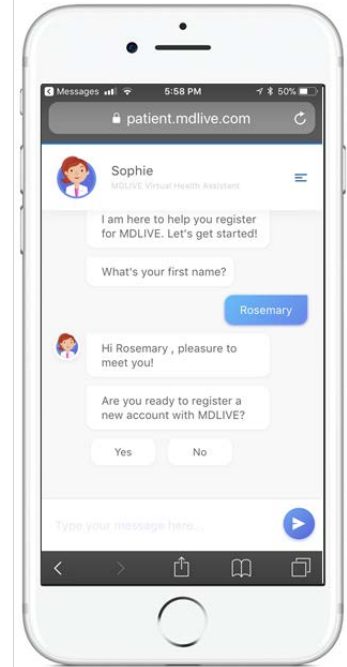 Messages 5:58 PM 50%
patient.mdlive.com
Sophie
MDLIVE Virtual Health Assistant
I am here to help you register
for MDLIVE. Let's get started!
What's your first name?
Rosemary
Hi Rosemary , pleasure to
meet you!
Are you ready to register a
new account with MDLIVE?
Yes No
Type your message here...